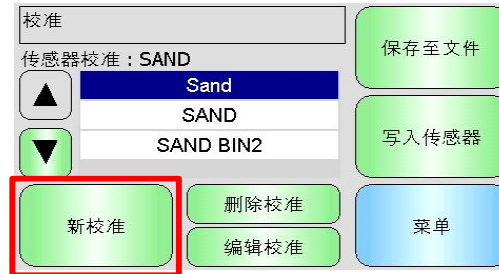 校准
传感器校准：SAND
Sand
SAND
SAND BIN2
保存至文件
写入传感器
新校准
删除校准
编辑校准
菜单